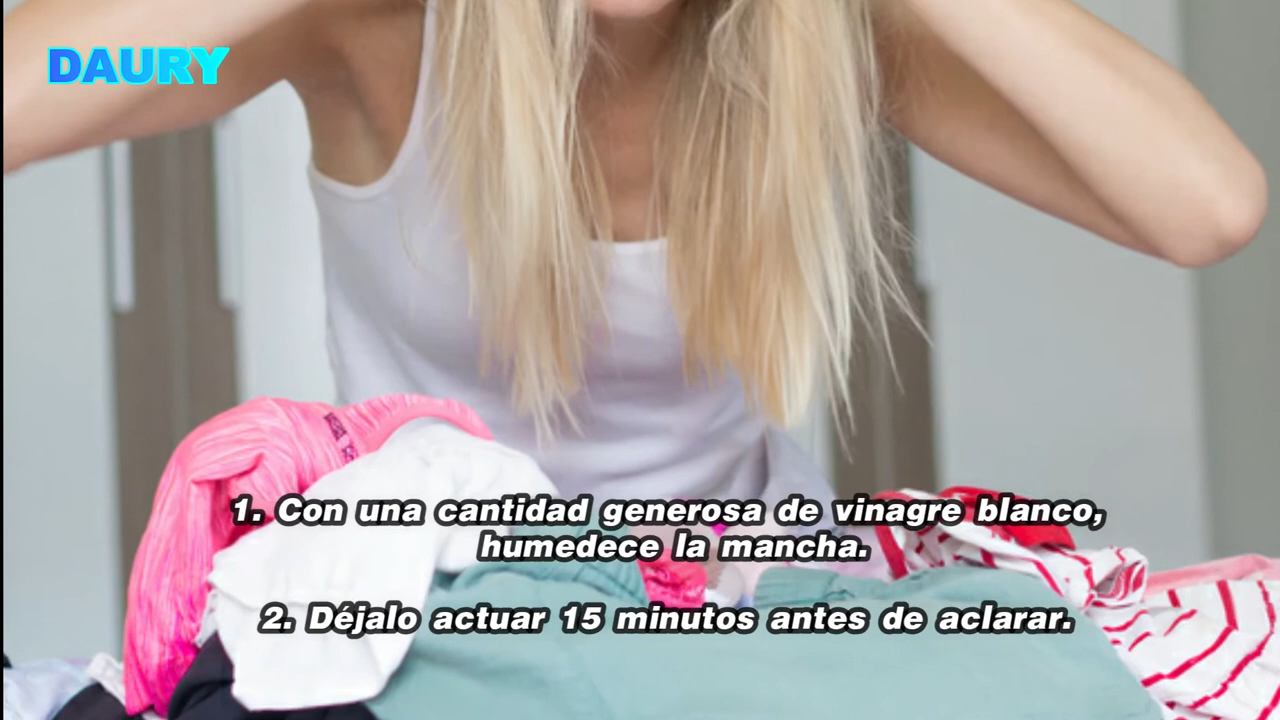 DAURY
1. Con una cantidad generosa de vinagre blanco,
humedece la mancha.
2. Déjalo actuar 15 minutos antes de aclarar.